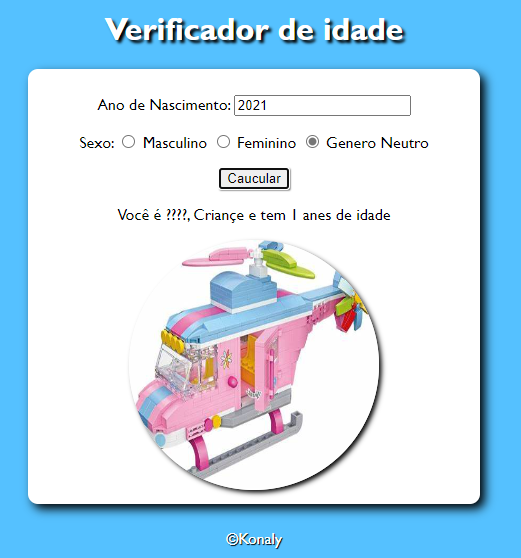 Verificador de idade
Ano de Nascimento: 2021
Sexo: Masculino Feminino Genero Neutro
Caucular
Você é ????, Criançe e tem 1 anes de idade
©Konaly